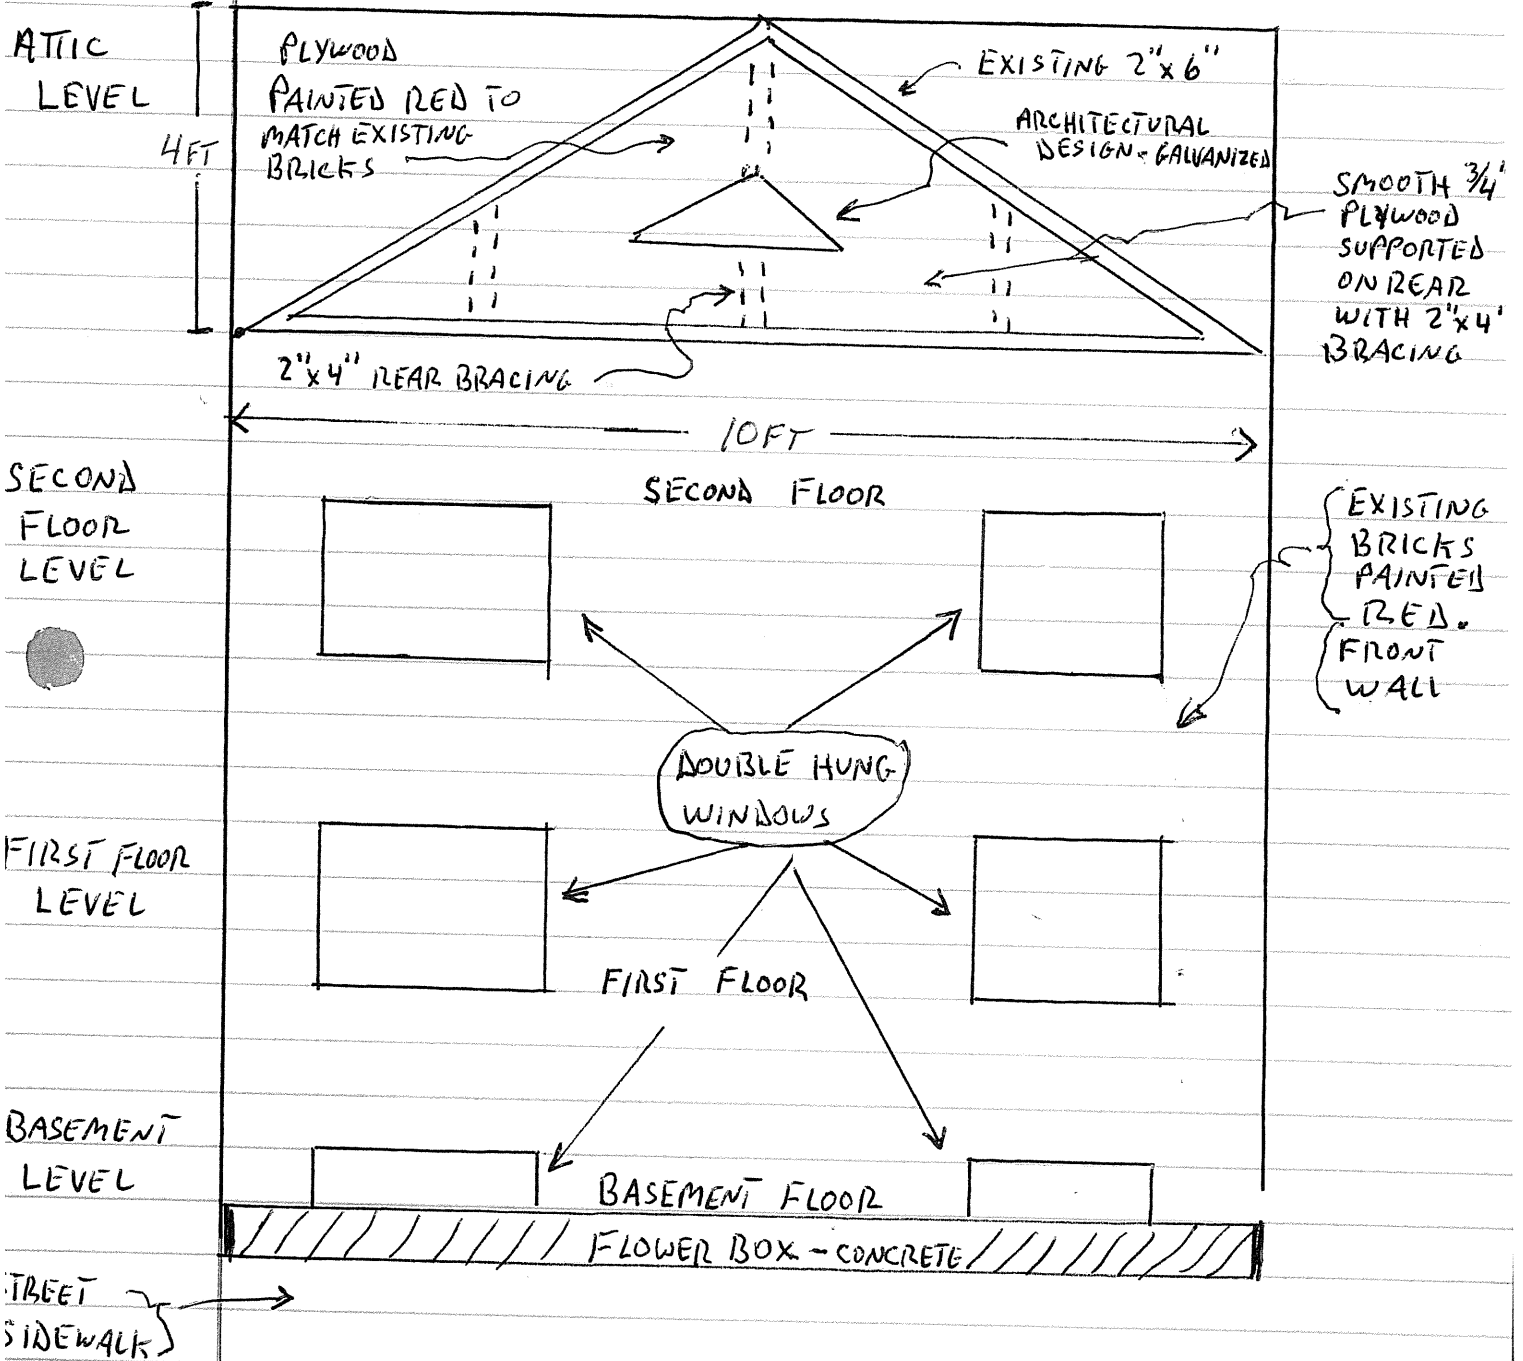 ATTIC
LEVEL
4FT
PLYWOOD
PAINTED RED TO
MATCH EXISTING
BRICKS
EXISTING 2"x6"
ARCHITECTURAL
DESIGN-GALVANIZED
SMOOTH 3/4'
PLYWOOD
SUPPORTED
ON REAR
WITH 2"x4'
BRACING
2"x4" REAR BRACING
10FT
SECOND
FLOOR
LEVEL
SECOND FLOOR
EXISTING
BRICKS
PAINTED
RED.
FRONT
WALL
DOUBLE HUNG
WINDOWS
FIRST FLOOR
LEVEL
FIRST FLOOR
BASEMENT
LEVEL
BASEMENT FLOOR
FLOWER BOX - CONCRETE
TREET
SIDEWALK